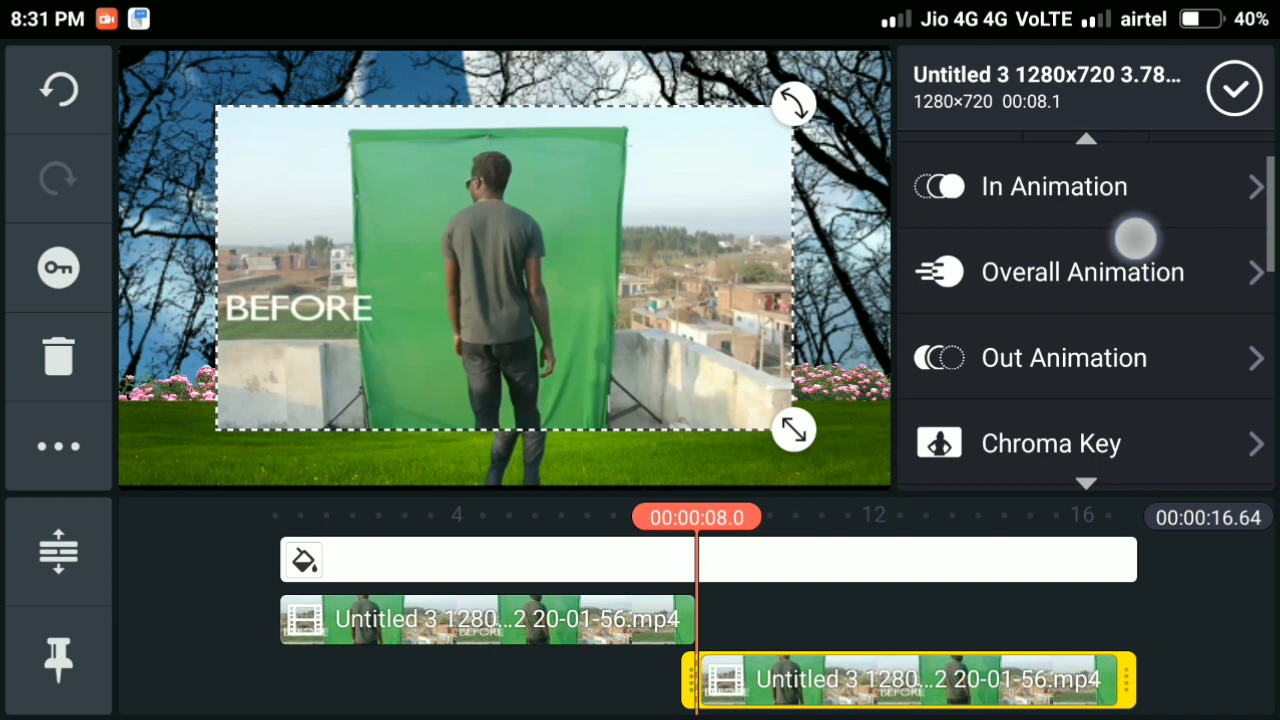 8:31 PM
Jio 4G 4G VoLTE airtel 40%
Untitled 3 1280x720 3.78...
1280×720 00:08.1
In Animation
Overall Animation
Out Animation
Chroma Key
BEFORE
4
00:00:08.0
12
16
00:00:16.64
Untitled 3 1280...2 20-01-56.mp4
Untitled 3 1280...2 20-01-56.mp4